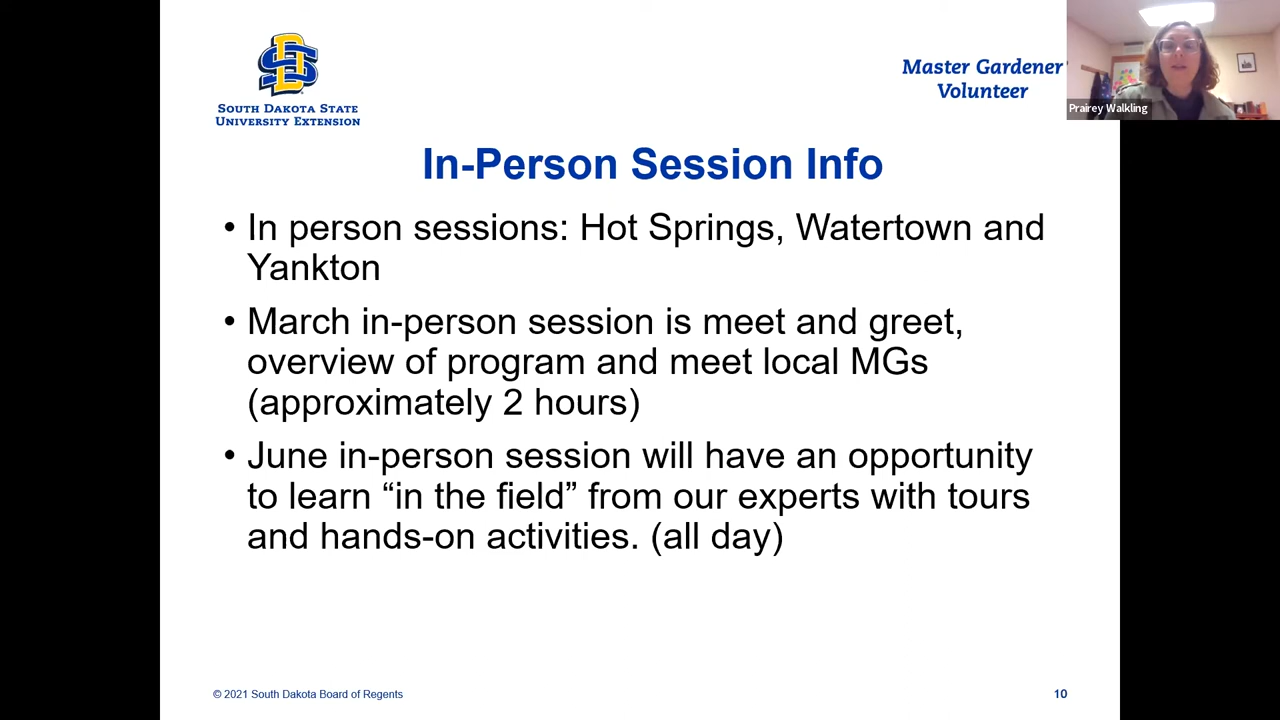 SOUTH DAKOTA STATE
UNIVERSITY EXTENSION
Master Gardener
Volunteer
Prairey Walkling
In-Person Session Info
• In person sessions: Hot Springs, Watertown and
Yankton
• March in-person session is meet and greet,
overview of program and meet local MGs
(approximately 2 hours)
• June in-person session will have an opportunity
to learn “in the field” from our experts with tours
and hands-on activities. (all day)
© 2021 South Dakota Board of Regents
10